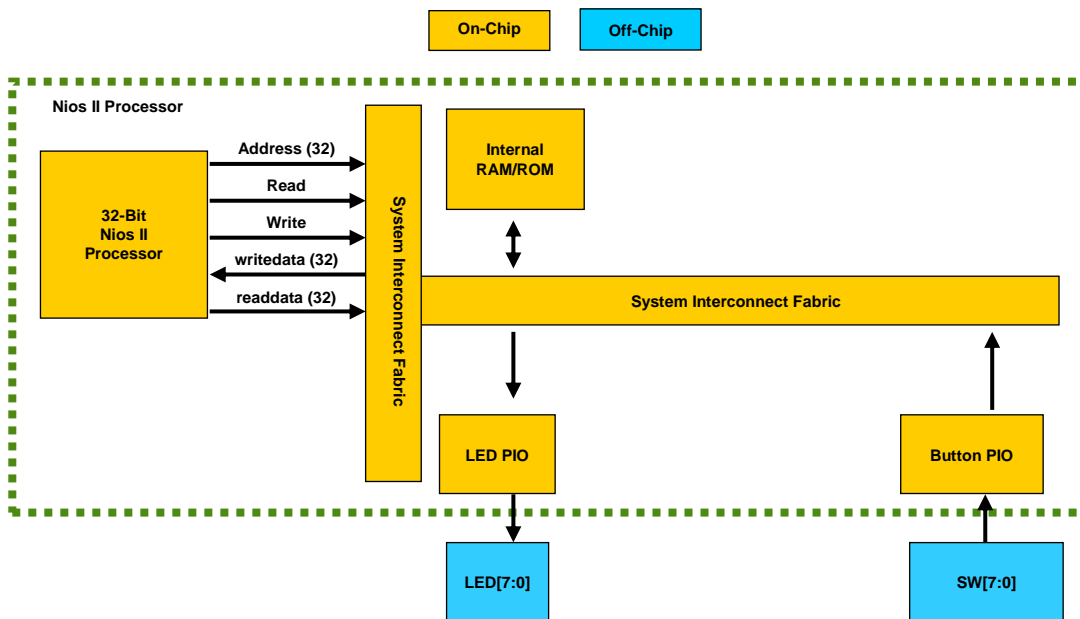 On-Chip
Off-Chip
Nios II Processor
Address (32)
Read
Write
writedata (32)
readdata (32)
32-Bit
Nios II
Processor
System Interconnect Fabric
Internal
RAM/ROM
System Interconnect Fabric
LED PIO
Button PIO
LED[7:0]
SW[7:0]